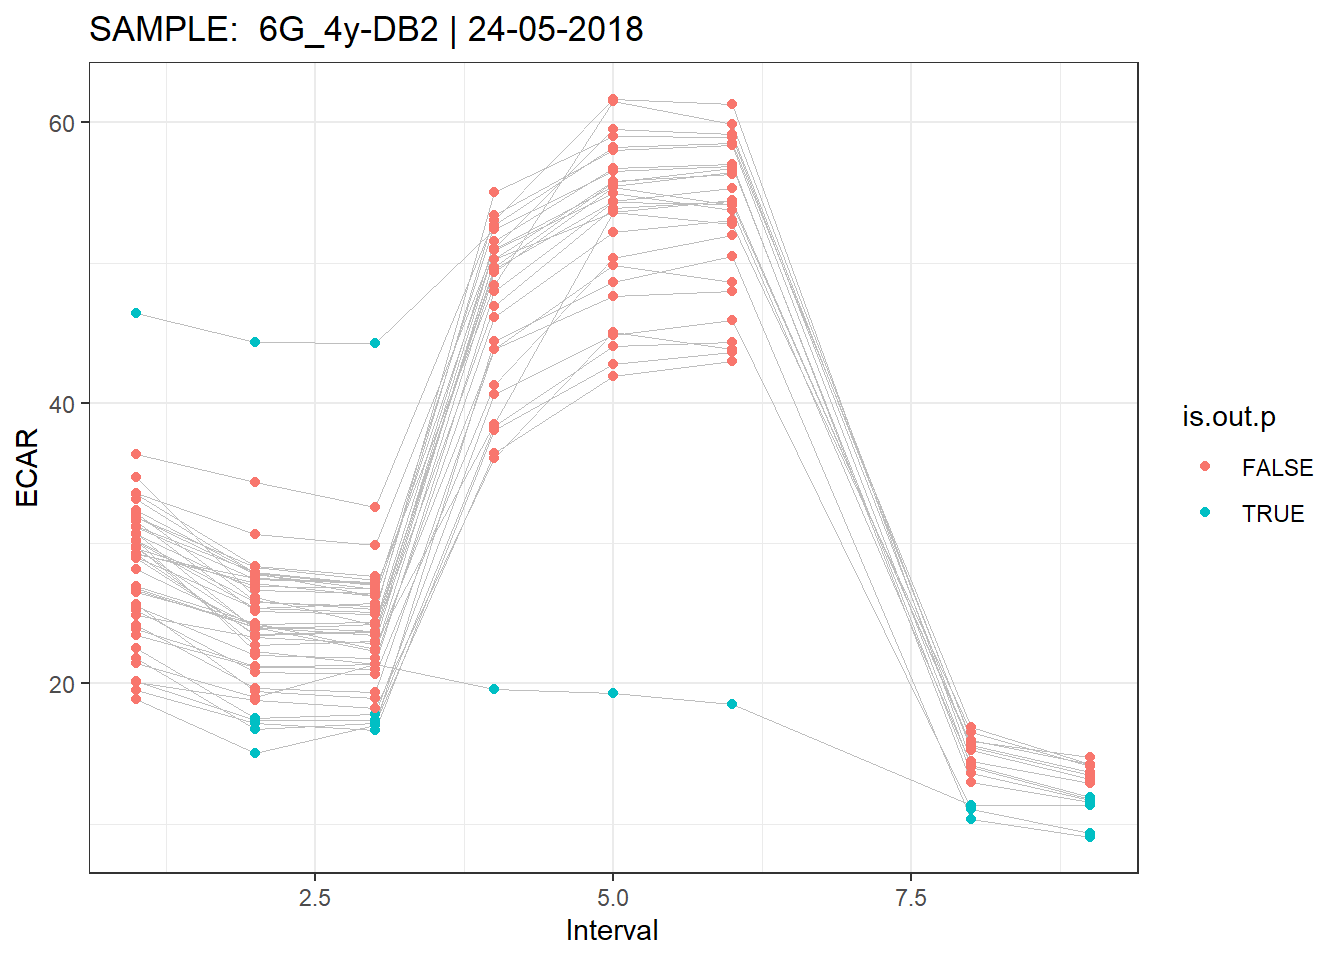 SAMPLE:  6G_4y-DB2 | 24-05-2018
60
40
20
ECAR
2.5
5.0
7.5
Interval
is.out.p
FALSE
TRUE